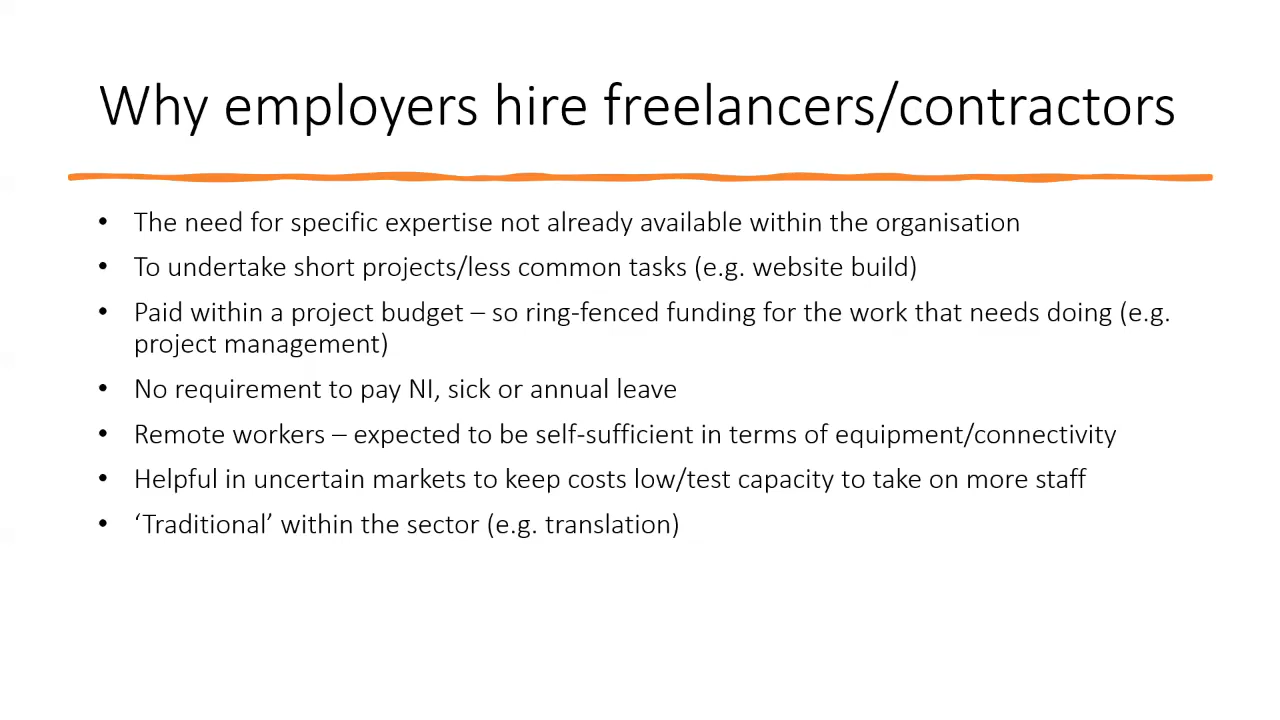 Why employers hire freelancers/contractors
• The need for specific expertise not already available within the organisation
• To undertake short projects/less common tasks (e.g. website build)
• Paid within a project budget – so ring-fenced funding for the work that needs doing (e.g.
project management)
• No requirement to pay NI, sick or annual leave
• Remote workers – expected to be self-sufficient in terms of equipment/connectivity
• Helpful in uncertain markets to keep costs low/test capacity to take on more staff
• ‘Traditional’ within the sector (e.g. translation)